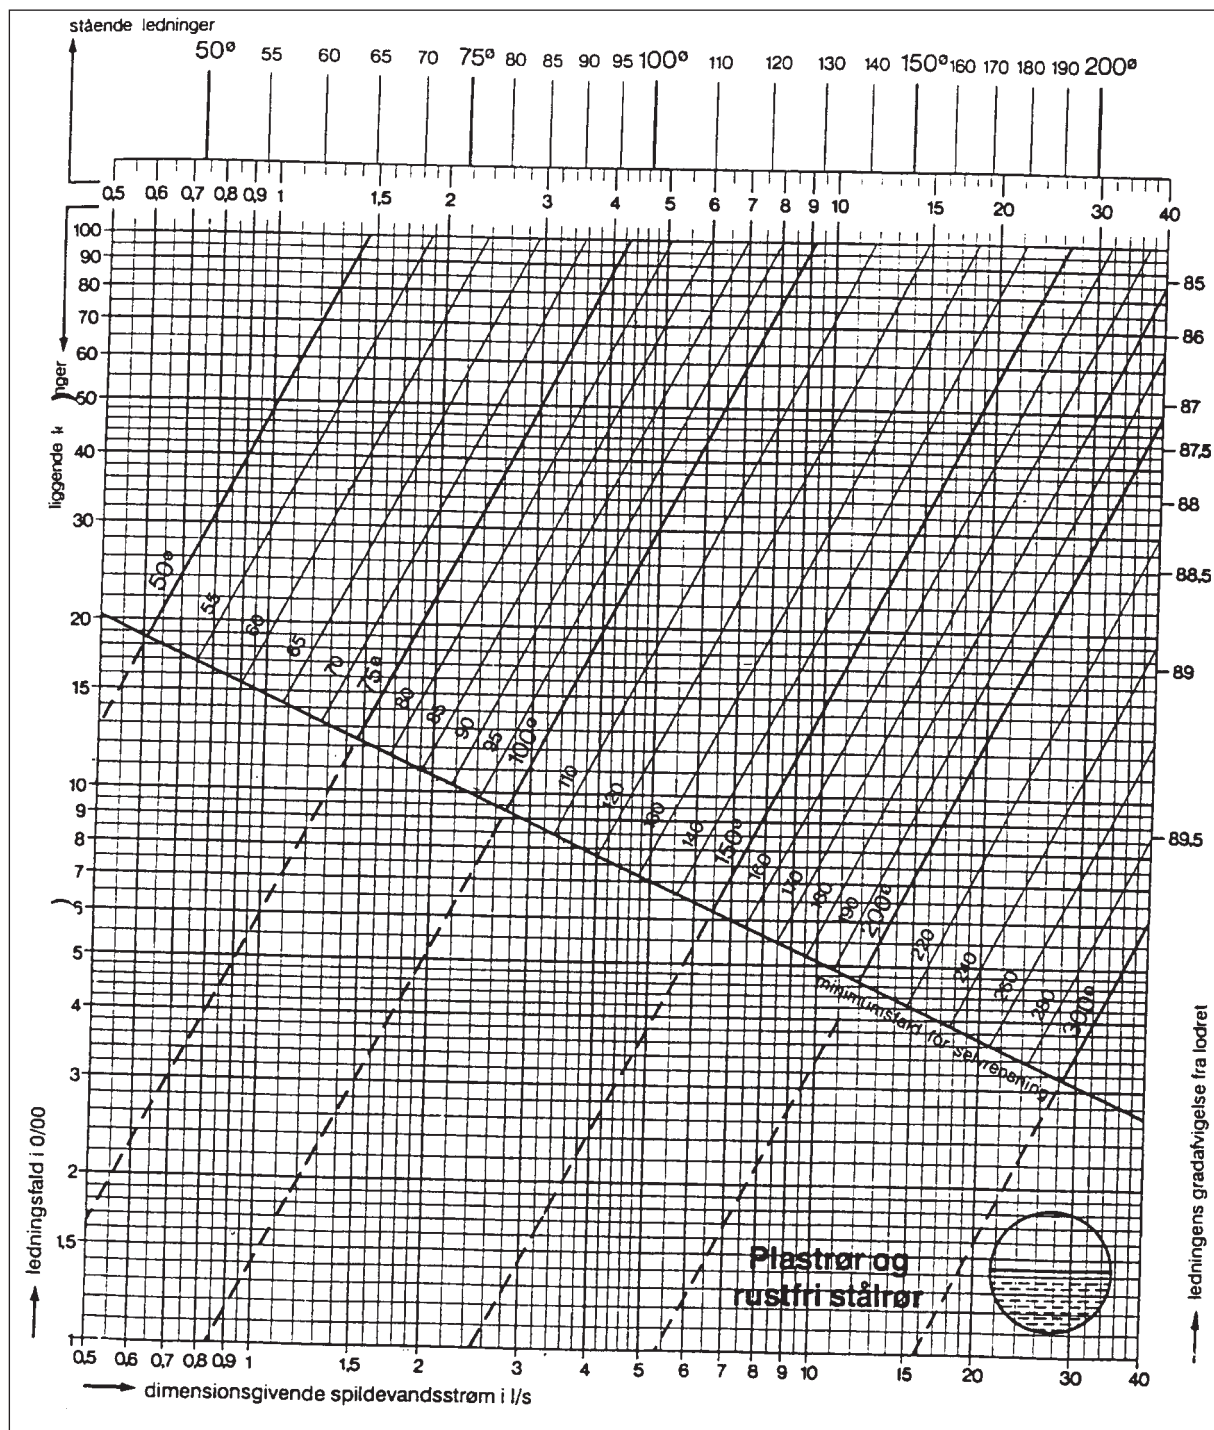 stående ledninger
50ø 55 60 65 70 75ø 80 85 90 95 100ø 110 120 130 140 150ø 160 170 180 190 200ø
0,5 0,6 0,7 0,8 0,9 1 1,5 2 3 4 5 6 7 8 9 10 15 20 30 40
100
90
80
70
60
50
40
30
20
15
10
9
8
7
6
5
4
3
2
1,5
1
85
86
87
87,5
88
88,5
89
89,5
liggende
nger
50ø 55 60 65 70 75ø 80 85 90 95 100ø 110 120 130 140 150ø 160 170 180 190 200ø 220 240 260 280 300ø
minimumsfald for selvrensning
ledningsfald i 0/00
ledningens gradafvigelse fra lodret
Plastrør og
rustfri stålrør
0,5 0,6 0,7 0,8 0,9 1 1,5 2 3 4 5 6 7 8 9 10 15 20 30 40
dimensionsgivende spildevandsstrøm i l/s